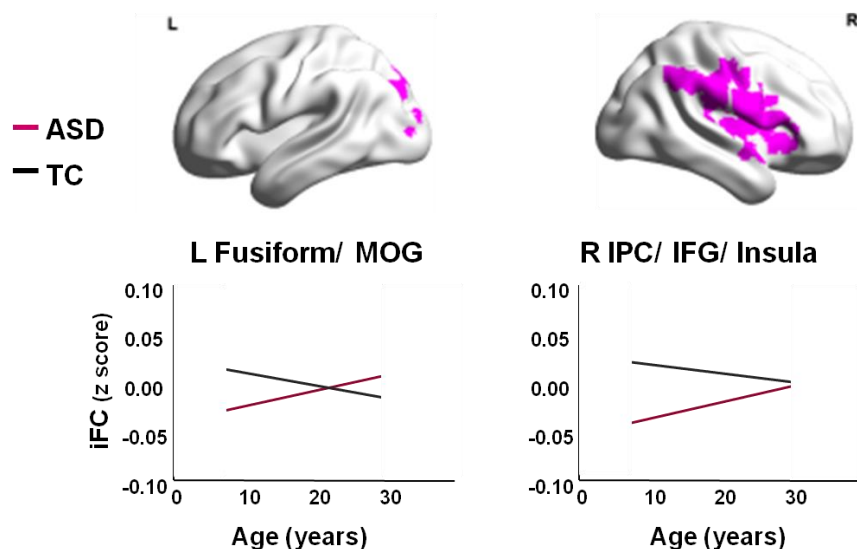 L
R
ASD
TC
L Fusiform/ MOG
R IPC/ IFG/ Insula
iFC (z score)
0.10
0.05
0.00
-0.05
-0.10
0 10 20 30
Age (years)
0.10
0.05
0.00
-0.05
-0.10
0 10 20 30
Age (years)